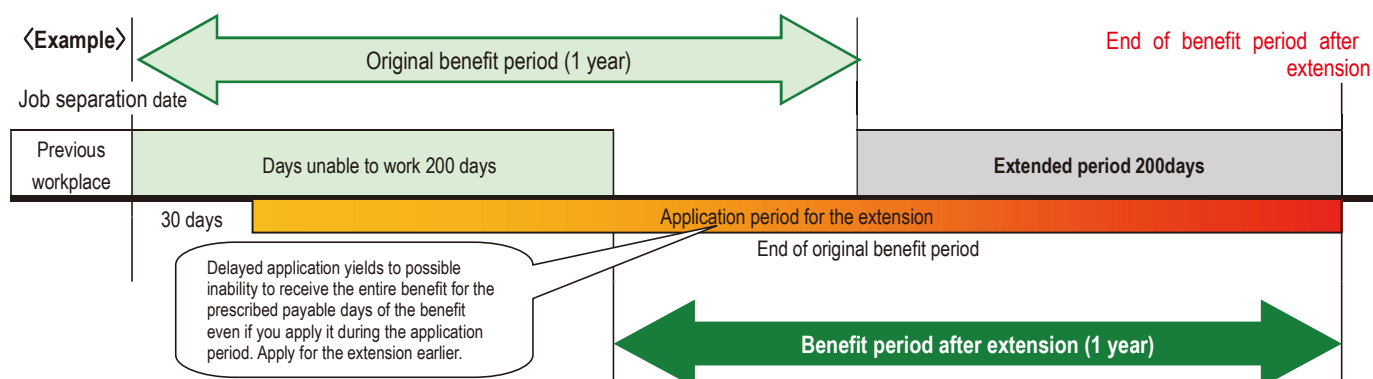 〈Example〉
Original benefit period (1 year)
End of benefit period after
extension
Job separation date
Previous
workplace
Days unable to work 200 days
Extended period 200days
30 days
Application period for the extension
End of original benefit period
Delayed application yields to possible
inability to receive the entire benefit for the
prescribed payable days of the benefit
even if you apply it during the application
period. Apply for the extension earlier.
Benefit period after extension (1 year)